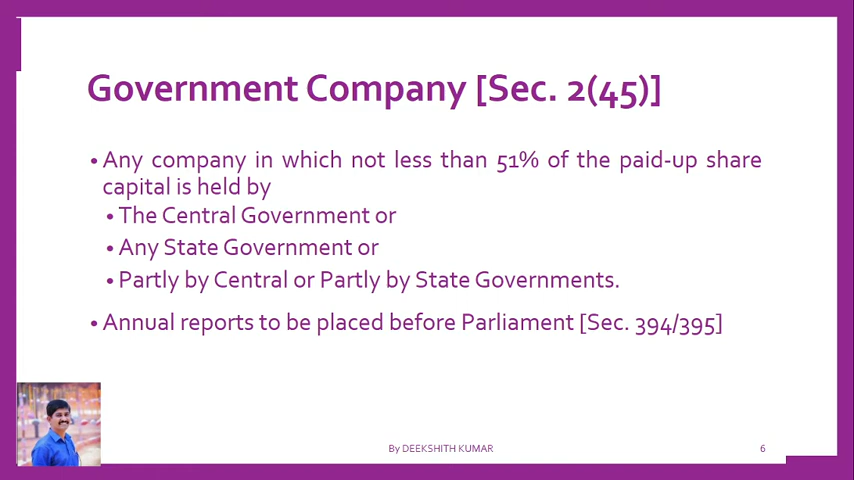 Government Company [Sec. 2(45)]
• Any company in which not less than 51% of the paid-up share
capital is held by
• The Central Government or
• Any State Government or
• Partly by Central or Partly by State Governments.
• Annual reports to be placed before Parliament [Sec. 394/395]
By DEEKSHITH KUMAR
6